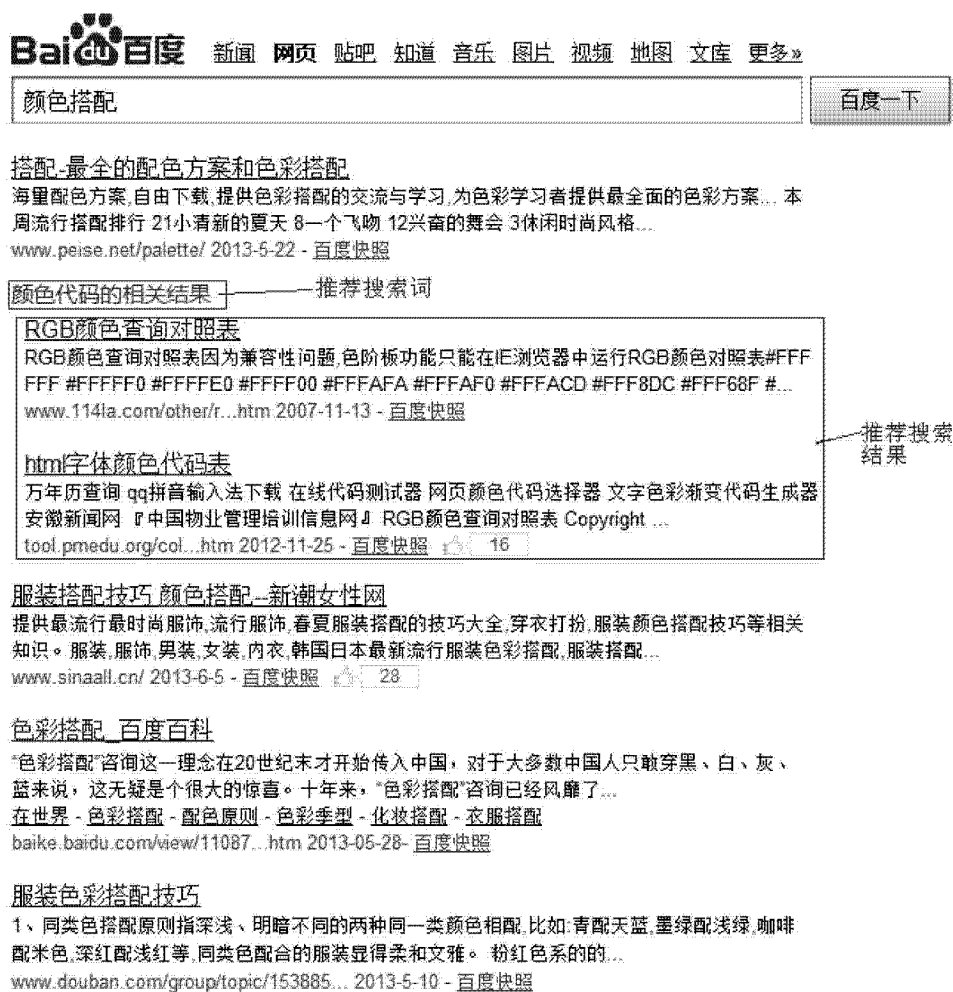 Bai du 百度 新闻 网页 贴吧 知道 音乐 图片 视频 地图 文库 更多»
颜色搭配 百度一下
搭配-最全的配色方案和色彩搭配
海量配色方案,自由下载,提供色彩搭配的交流与学习,为色彩学习者提供最全面的色彩方案... 本
周流行搭配排行 21小清新的夏天 8一个飞吻 12兴奋的舞会 3休闲时尚风格...
www.peise.net/palette/ 2013-5-22 - 百度快照
颜色代码的相关结果 推荐搜索词
RGB颜色查询对照表
RGB颜色查询对照表因为兼容性问题,色阶板功能只能在IE浏览器中运行RGB颜色对照表#FFF
FFF #FFFFF0 #FFFFE0 #FFFF00 #FFFAFA #FFFAF0 #FFFACD #FFF8DC #FFF68F #...
www.114la.com/other/r...htm 2007-11-13 - 百度快照
推荐搜索
结果
html字体颜色代码表
万年历查询 qq拼音输入法下载 在线代码测试器 网页颜色代码选择器 文字色彩渐变代码生成器
安徽新闻网 『中国物业管理培训信息网』 RGB颜色查询对照表 Copyright ...
tool.pmedu.org/col...htm 2012-11-25 - 百度快照 16
服装搭配技巧 颜色搭配--新潮女性网
提供最流行最时尚服饰,流行服饰,春夏服装搭配的技巧大全,穿衣打扮,服装颜色搭配技巧等相关
知识。服装,服饰,男装,女装,内衣,韩国日本最新流行服装色彩搭配,服装搭配...
www.sinaall.cn/ 2013-6-5 - 百度快照 28
色彩搭配_百度百科
“色彩搭配”咨询这一理念在20世纪末才开始传入中国，对于大多数中国人只敢穿黑、白、灰、
蓝来说，这无疑是个很大的惊喜。十年来，“色彩搭配”咨询已经风靡了...
在世界 - 色彩搭配 - 配色原则 - 色彩季型 - 化妆搭配 - 衣服搭配
baike.baidu.com/view/11087...htm 2013-05-28- 百度快照
服装色彩搭配技巧
1、同类色搭配原则指深浅、明暗不同的两种同一类颜色相配,比如:青配天蓝,墨绿配浅绿,咖啡
配米色,深红配浅红等,同类色配合的服装显得柔和文雅。 粉红色系的的...
www.douban.com/group/topic/153885... 2013-5-10 - 百度快照